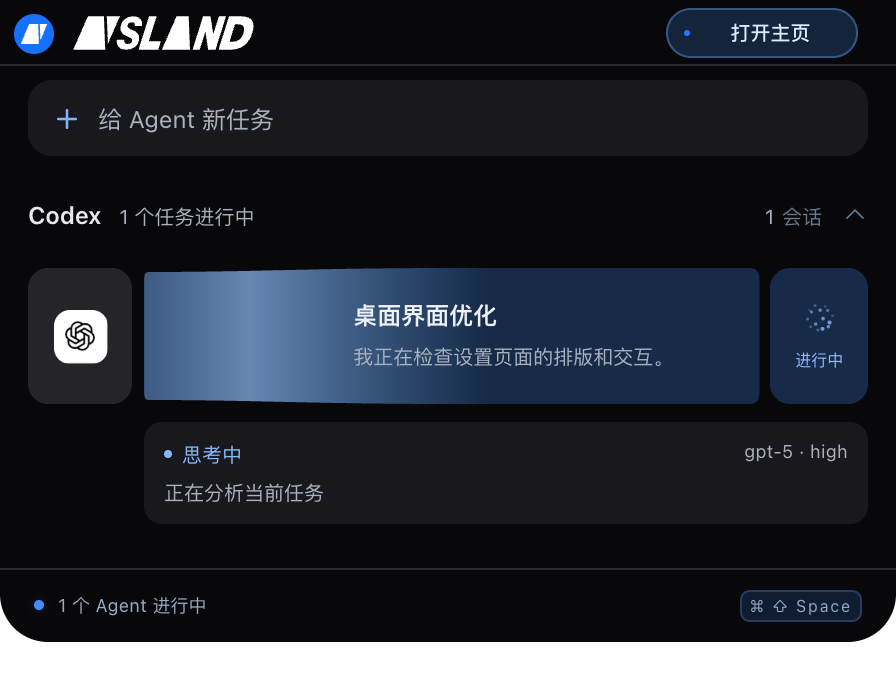 AISLAND
打开主页
给 Agent 新任务
Codex 1 个任务进行中
1 会话
桌面界面优化
我正在检查设置页面的排版和交互。
进行中
思考中
gpt-5 · high
正在分析当前任务
1 个 Agent 进行中
⌘ ⇧ Space